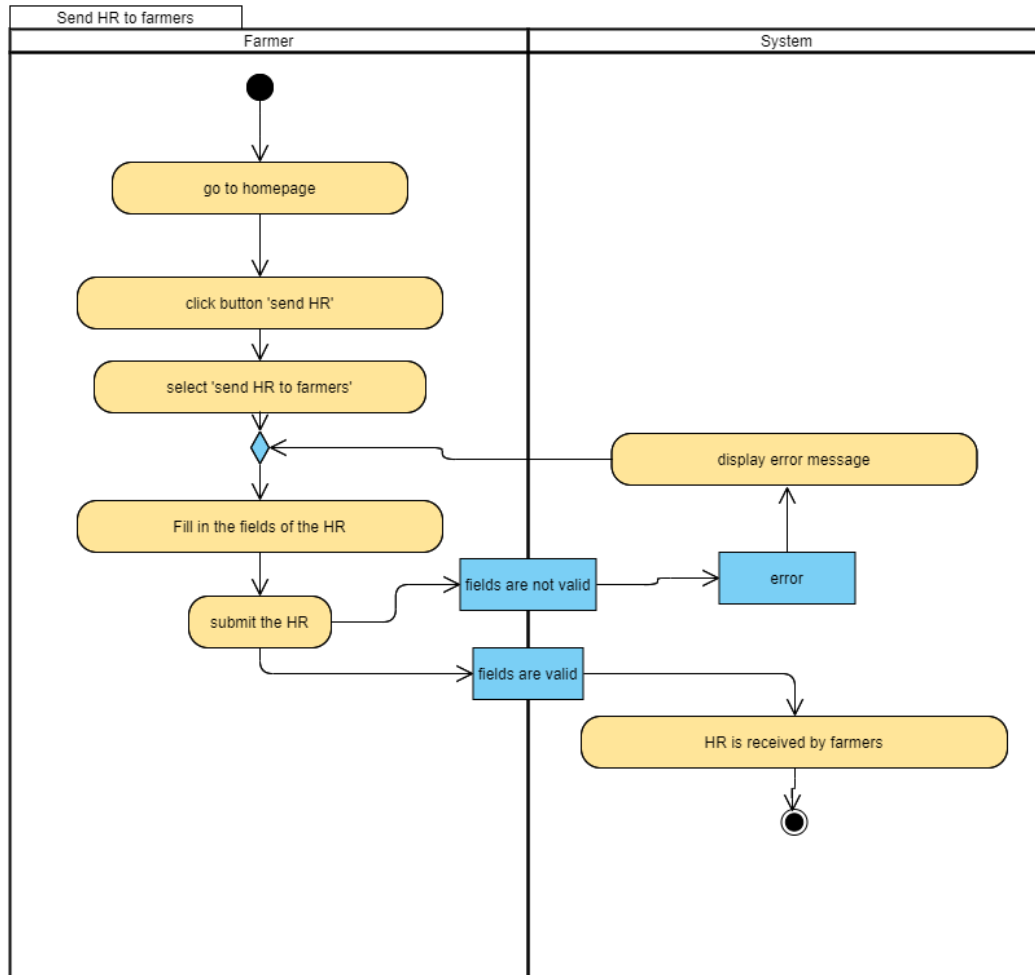 Send HR to farmers
Farmer
System
go to homepage
click button 'send HR'
select 'send HR to farmers'
display error message
Fill in the fields of the HR
fields are not valid
error
submit the HR
fields are valid
HR is received by farmers